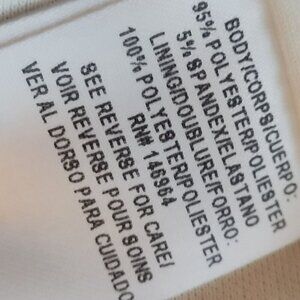 BODY/CORPS/CUERPO:
95% POLYESTER/POLIESTER
5% SPANDEX/ELASTANO
LINING/DOUBLURE/FORRO:
100% POLYESTER/POLIESTER
RN# 146964
SEE REVERSE FOR CARE/
VOIR REVERSE POUR SOINS
VER AL DORSO PARA CUIDADO